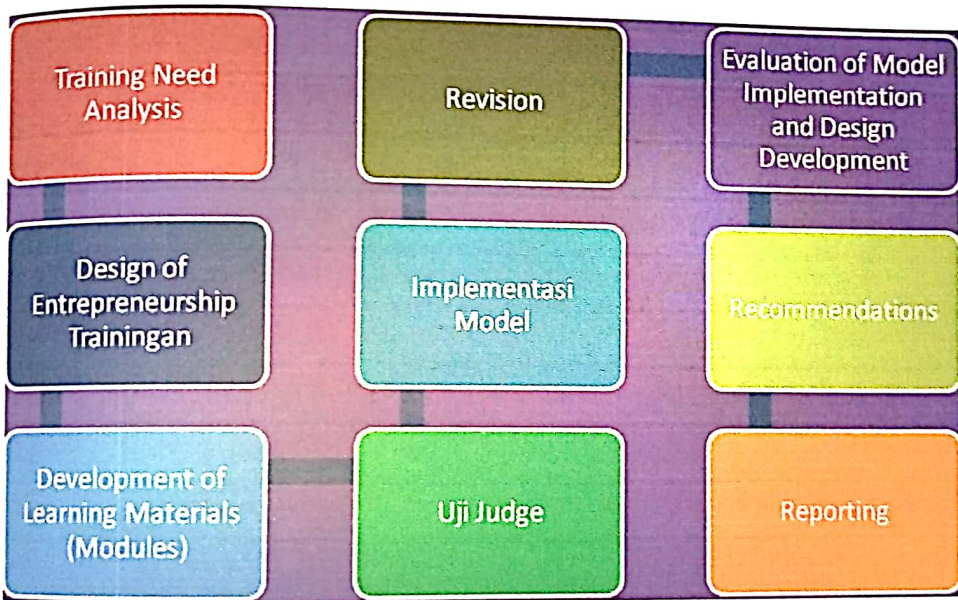 Training Need
Analysis
Design of
Entrepreneurship
Trainingan
Development of
Learning Materials
(Modules)
Uji Judge
Implementasi
Model
Revision
Evaluation of Model
Implementation
and Design
Development
Recommendations
Reporting